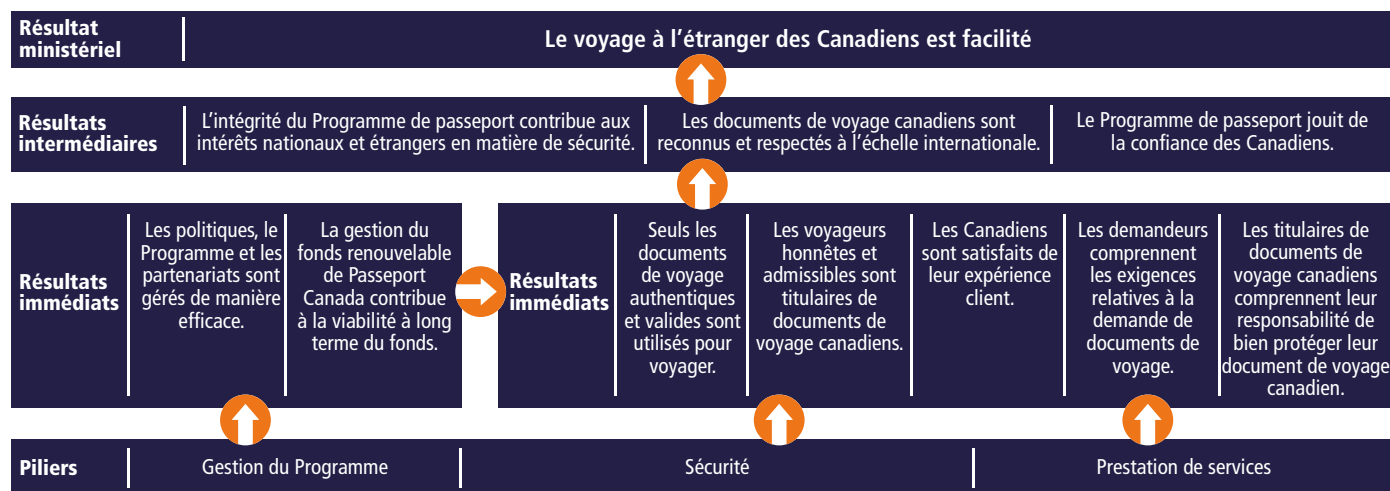 Résultat
ministériel
Le voyage à l’étranger des Canadiens est facilité
Résultats
intermédiaires
L’intégrité du Programme de passeport contribue aux
intérêts nationaux et étrangers en matière de sécurité.
Les documents de voyage canadiens sont
reconnus et respectés à l’échelle internationale.
Le Programme de passeport jouit de
la confiance des Canadiens.
Résultats
immédiats
Les politiques, le
Programme et les
partenariats sont
gérés de manière
efficace.
La gestion du
fonds renouvelable
de Passeport
Canada contribue
à la viabilité à long
terme du fonds.
Résultats
immédiats
Seuls les
documents
de voyage
authentiques
et valides sont
utilisés pour
voyager.
Les voyageurs
honnêtes et
admissibles sont
titulaires de
documents de
voyage canadiens.
Les Canadiens
sont satisfaits de
leur expérience
client.
Les demandeurs
comprennent
les exigences
relatives à la
demande de
documents de
voyage.
Les titulaires de
documents de
voyage canadiens
comprennent leur
responsabilité de
bien protéger leur
document de voyage
canadien.
Piliers
Gestion du Programme
Sécurité
Prestation de services